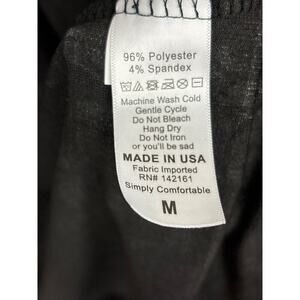 96% Polyester
4% Spandex
Machine Wash Cold
Gentle Cycle
Do Not Bleach
Hang Dry
Do Not Iron
or you'll be sad
MADE IN USA
Fabric Imported
RN# 142161
Simply Comfortable
M